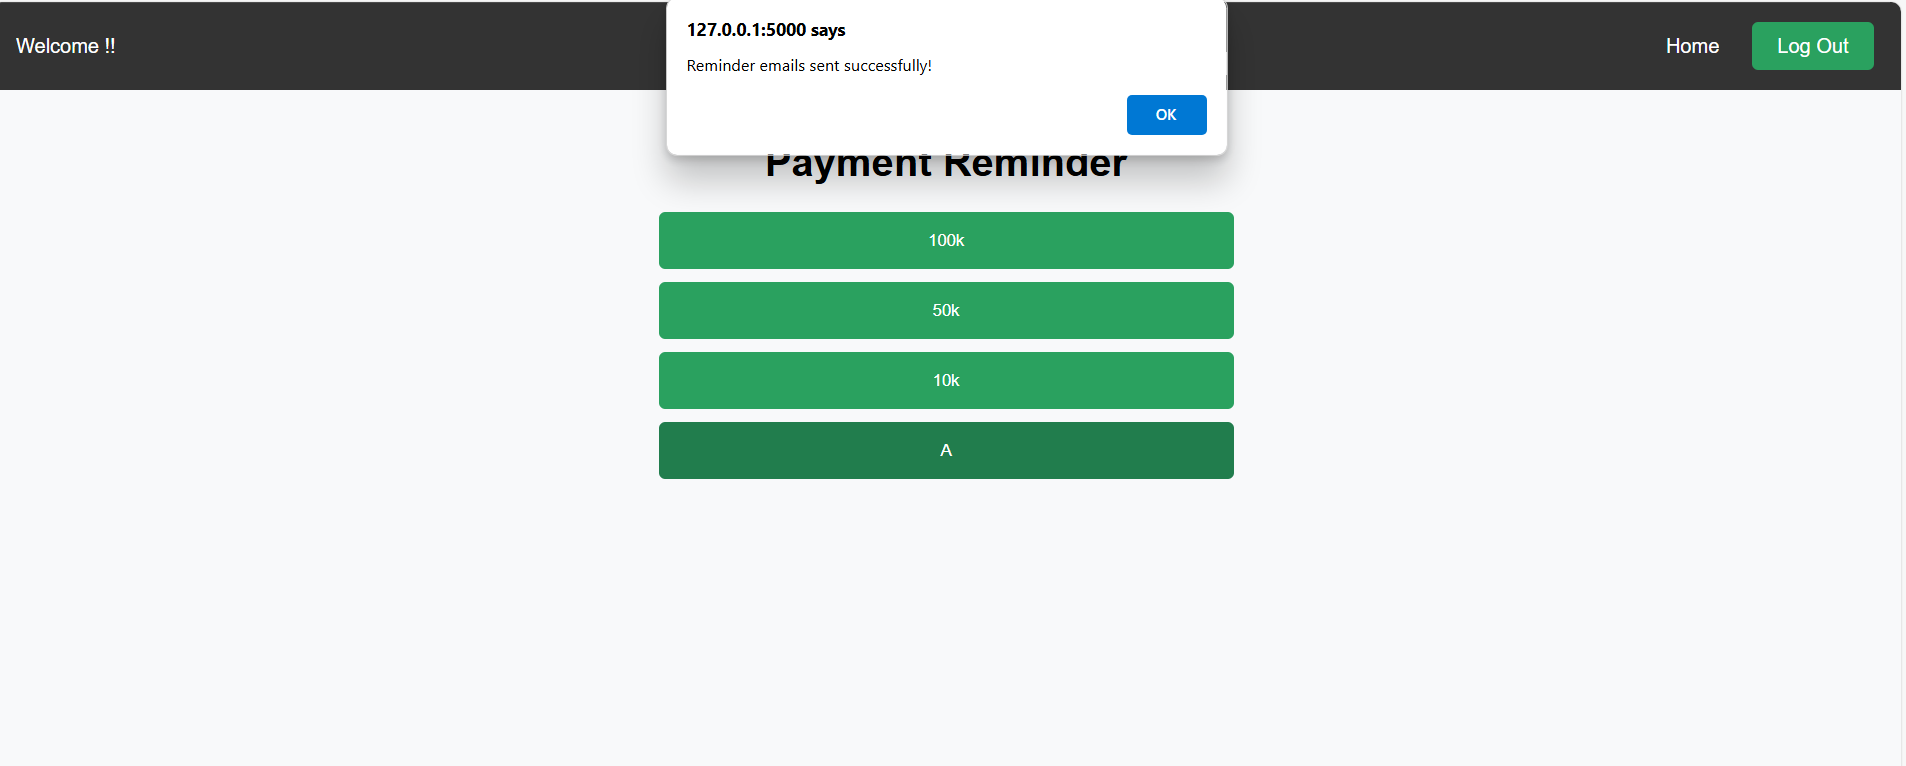 Welcome !!
Home
Log Out
127.0.0.1:5000 says
Reminder emails sent successfully!
OK
Payment Reminder
100k
50k
10k
A